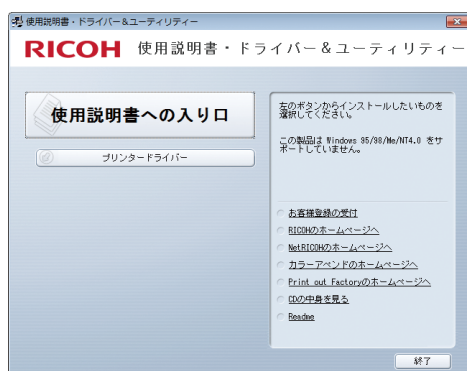 使用説明書・ドライバー&ユーティリティー
RICOH 使用説明書・ドライバー&ユーティリティー
使用説明書への入り口
プリンタードライバー
左のボタンからインストールしたいものを
選択してください。
この製品は Windows 95/98/Me/NT4.0 をサ
ポートしていません。
お客様登録の受付
RICOHのホームページへ
NetRICOHのホームページへ
カラーアペンドのホームページへ
Print out Factoryのホームページへ
CDの中身を見る
Readme
終了